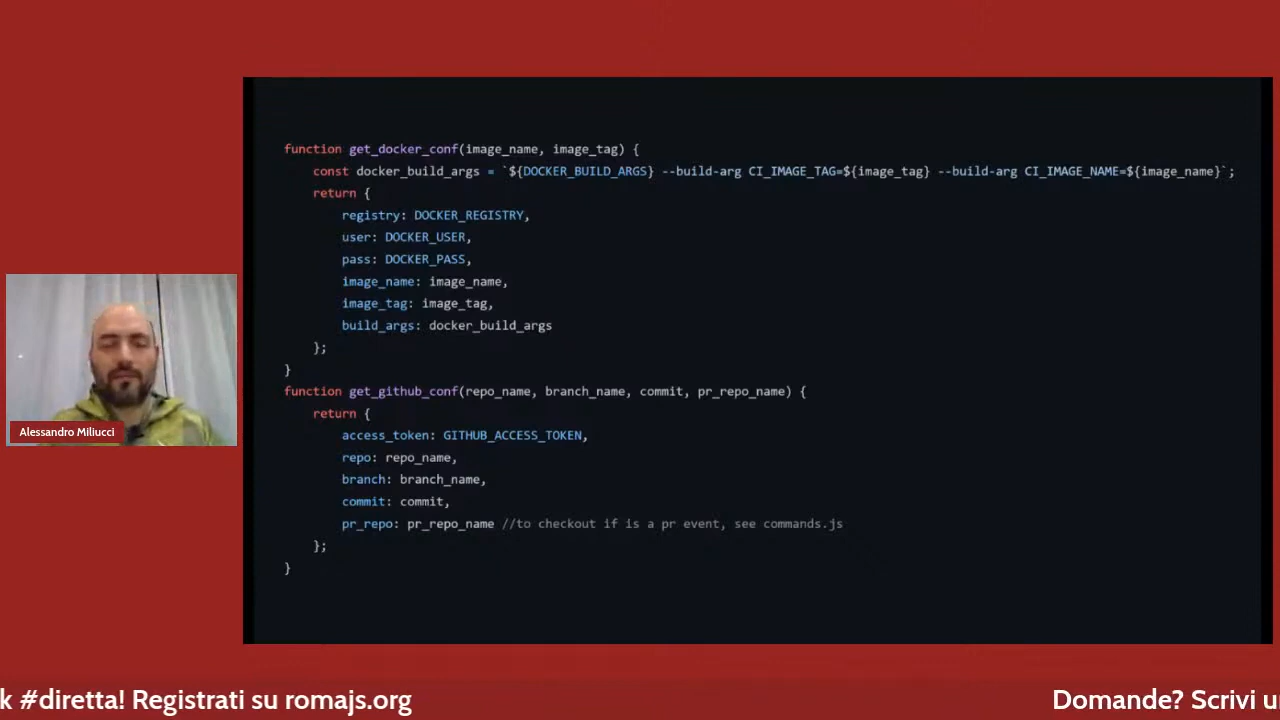 function get_docker_conf(image_name, image_tag) {
const docker_build_args = `${DOCKER_BUILD_ARGS} --build-arg CI_IMAGE_TAG=${image_tag} --build-arg CI_IMAGE_NAME=${image_name}`;
return {
registry: DOCKER_REGISTRY,
user: DOCKER_USER,
pass: DOCKER_PASS,
image_name: image_name,
image_tag: image_tag,
build_args: docker_build_args
};
}
function get_github_conf(repo_name, branch_name, commit, pr_repo_name) {
return {
access_token: GITHUB_ACCESS_TOKEN,
repo: repo_name,
branch: branch_name,
commit: commit,
pr_repo: pr_repo_name //to checkout if is a pr event, see commands.js
};
}
Alessandro Miliucci
k #diretta! Registrati su romajs.org
Domande? Scrivi u